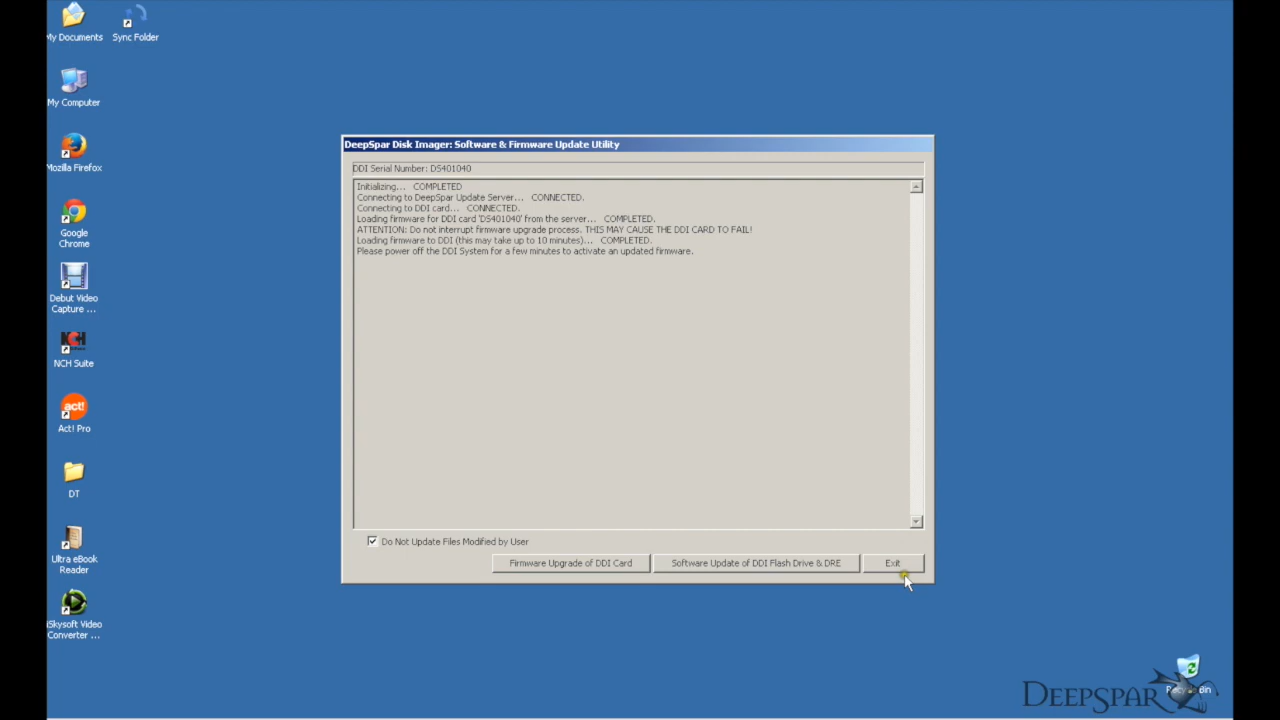 My Documents
Sync Folder
My Computer
Mozilla Firefox
Google
Chrome
Debut Video
Capture ...
NCH Suite
act!
Act! Pro
DT
Ultra eBook
Reader
iSkysoft Video
Converter ...
DeepSpar Disk Imager: Software & Firmware Update Utility
DDI Serial Number: D5401040
Initializing... COMPLETED
Connecting to DeepSpar Update Server... CONNECTED.
Connecting to DDI card... CONNECTED.
Loading firmware for DDI card 'D5401040' from the server... COMPLETED.
ATTENTION: Do not interrupt firmware upgrade process. THIS MAY CAUSE THE DDI CARD TO FAIL!
Loading firmware to DDI (this may take up to 10 minutes)... COMPLETED.
Please power off the DDI System for a few minutes to activate an updated firmware.
Do Not Update Files Modified by User
Firmware Upgrade of DDI Card
Software Update of DDI Flash Drive & DRE
Exit
Recycle Bin
DEEPSPAR